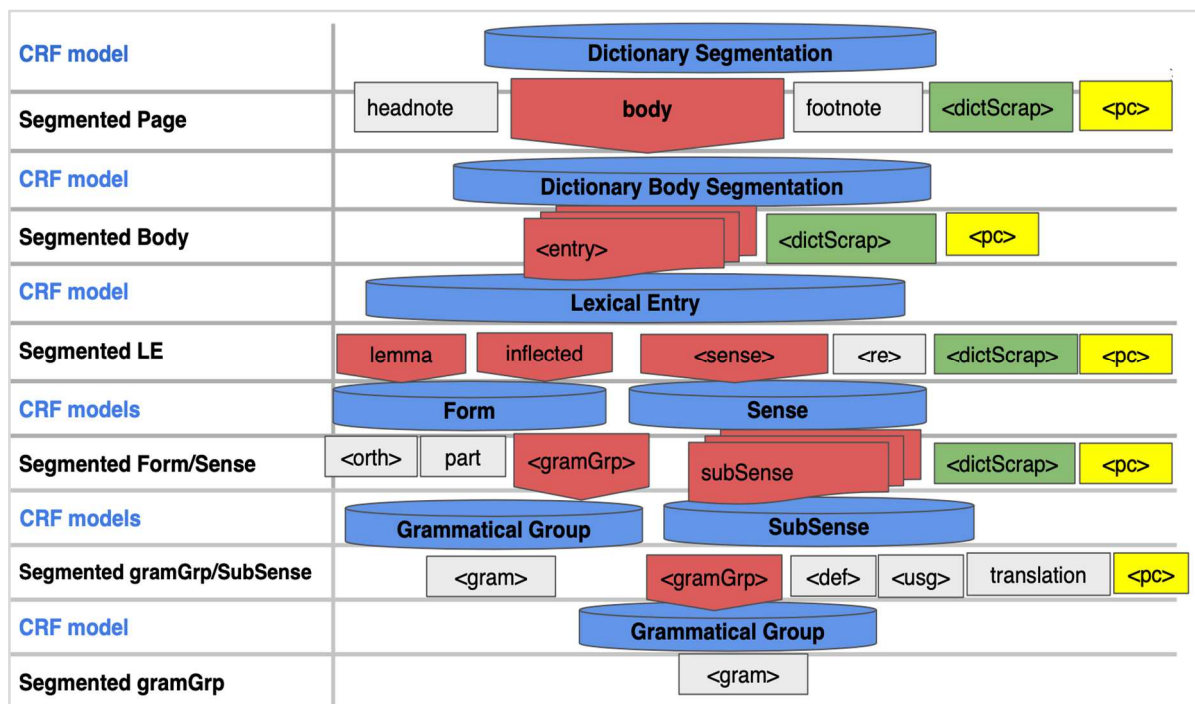 CRF model
Dictionary Segmentation
Segmented Page
headnote
body
footnote
<dictScrap>
<pc>
CRF model
Dictionary Body Segmentation
Segmented Body
<entry>
<dictScrap>
<pc>
CRF model
Lexical Entry
Segmented LE
lemma
inflected
<sense>
<re>
<dictScrap>
<pc>
CRF models
Form
Sense
Segmented Form/Sense
<orth>
part
<gramGrp>
subSense
<dictScrap>
<pc>
CRF models
Grammatical Group
SubSense
Segmented gramGrp/SubSense
<gram>
<gramGrp>
<def>
<usg>
translation
<pc>
CRF model
Grammatical Group
Segmented gramGrp
<gram>